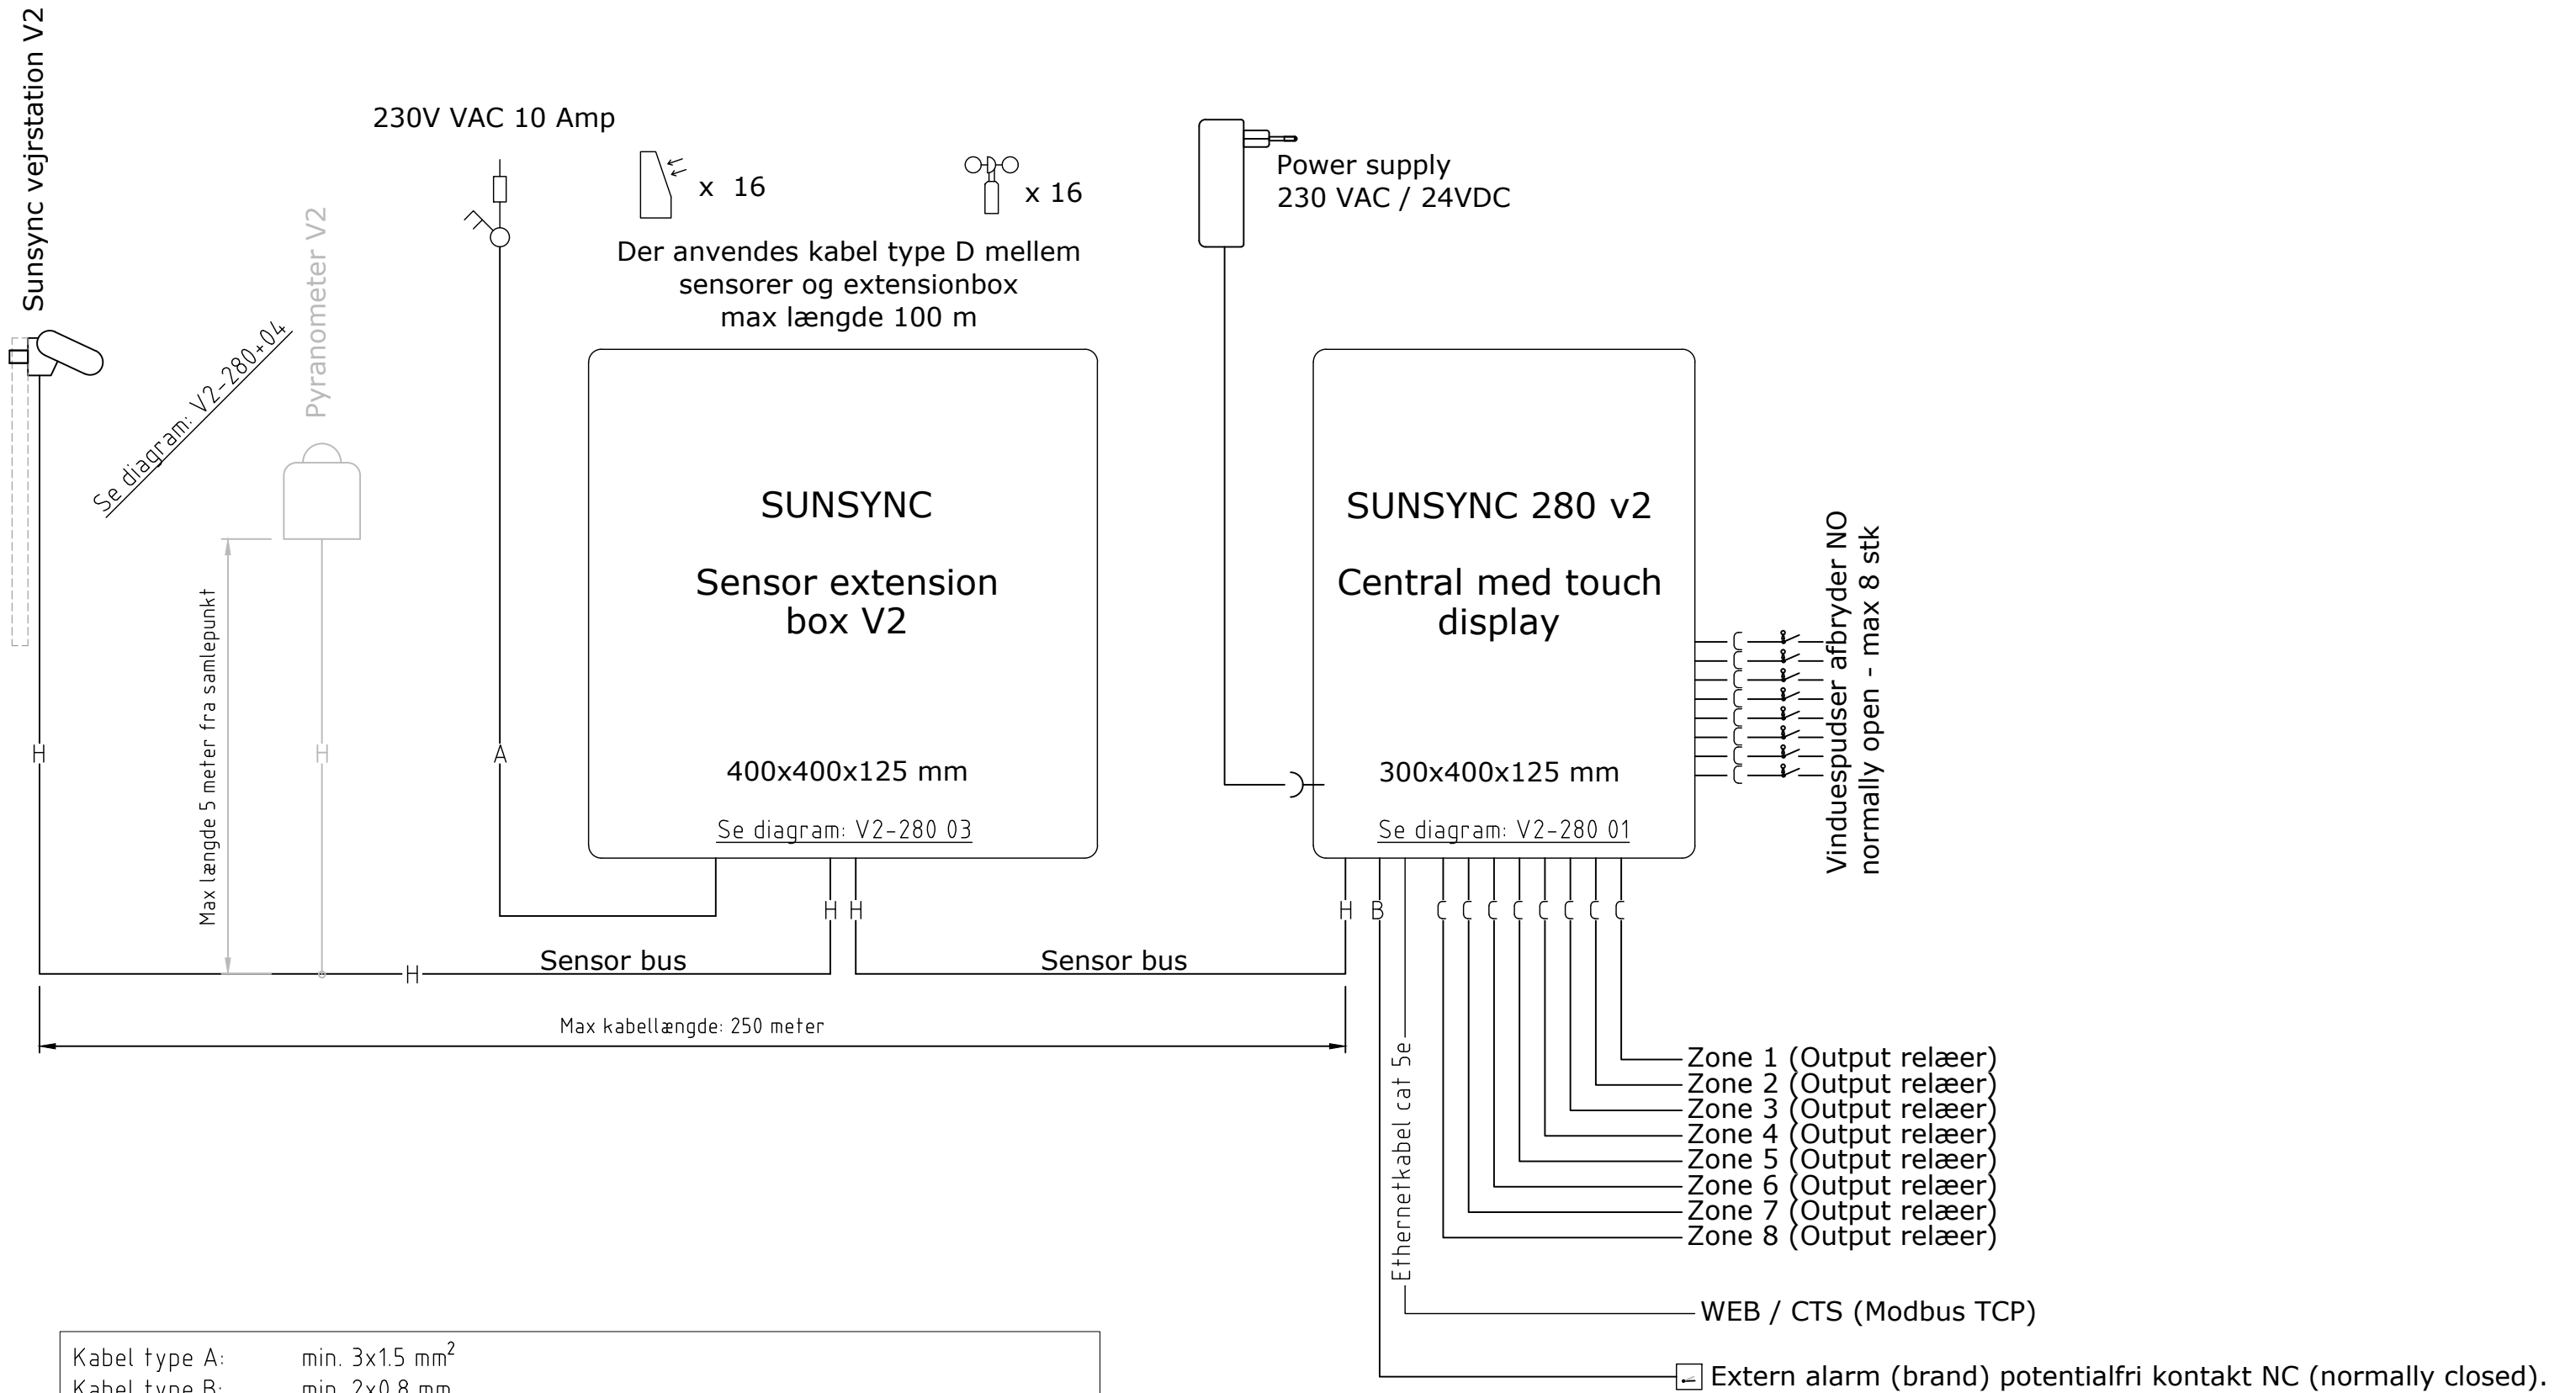 Sunsync vejrstation V2
Se diagram: V2-280+04
Pyranometer V2
Max længde 5 meter fra samlepunkt
230V VAC 10 Amp
x 16
x 16
Der anvendes kabel type D mellem
sensorer og extensionbox
max længde 100 m
Power supply
230 VAC / 24VDC
SUNSYNC
Sensor extension
box V2
400x400x125 mm
Se diagram: V2-280 03
SUNSYNC 280 v2
Central med touch
display
300x400x125 mm
Se diagram: V2-280 01
Vinduespudser afbryder NO
normally open - max 8 stk
C
C
C
C
C
C
C
C
H
H
A
H H
H B
C C C C C C C C
H
Sensor bus
Sensor bus
Max kabellængde: 250 meter
Ethernetkabel cat 5e
Zone 1 (Output relæer)
Zone 2 (Output relæer)
Zone 3 (Output relæer)
Zone 4 (Output relæer)
Zone 5 (Output relæer)
Zone 6 (Output relæer)
Zone 7 (Output relæer)
Zone 8 (Output relæer)
WEB / CTS (Modbus TCP)
Extern alarm (brand) potentialfri kontakt NC (normally closed).
Kabel type A: min. 3x1.5 mm²
Kabel type B: min. 2x0.8 mm